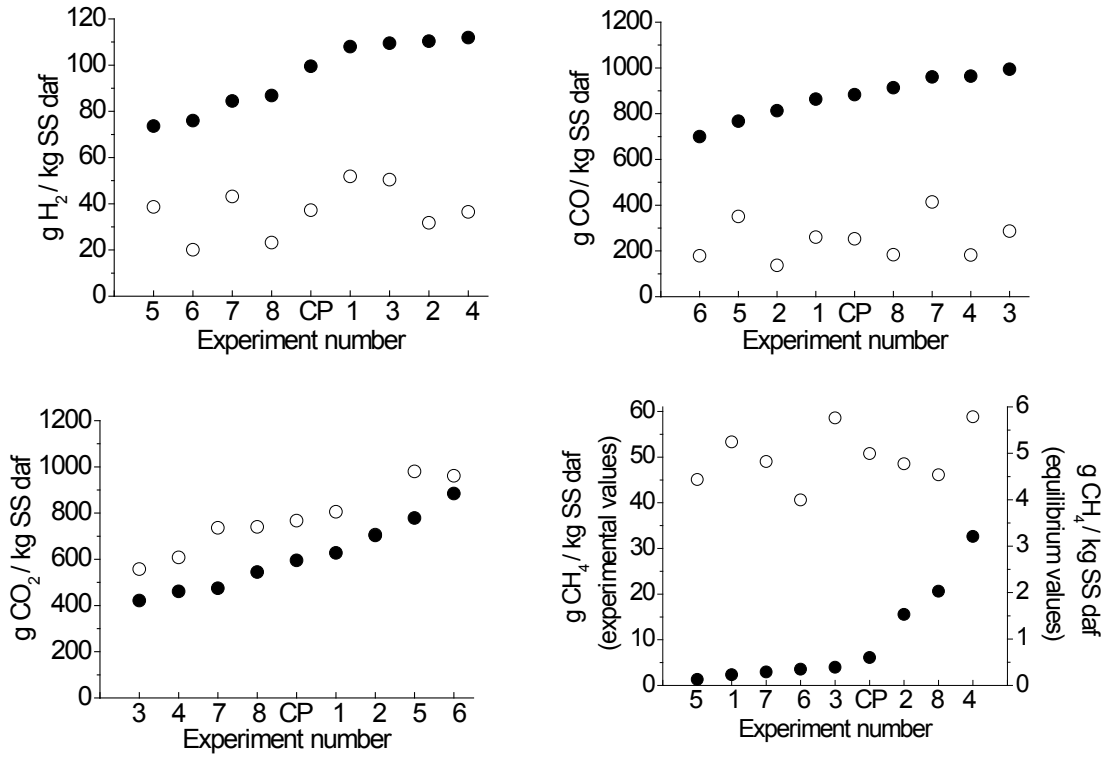 120
100
80
60
40
20
0
g H2 / kg SS daf
5 6 7 8 CP 1 3 2 4
Experiment number
1200
1000
800
600
400
200
0
g CO/ kg SS daf
6 5 2 1 CP 8 7 4 3
Experiment number
1200
1000
800
600
400
200
0
g CO2 / kg SS daf
3 4 7 8 CP 1 2 5 6
Experiment number
60
50
40
30
20
10
0
g CH4 / kg SS daf
(experimental values)
5 1 7 6 3 CP 2 8 4
Experiment number
6
5
4
3
2
1
0
g CH4 / kg SS daf
(equilibrium values)